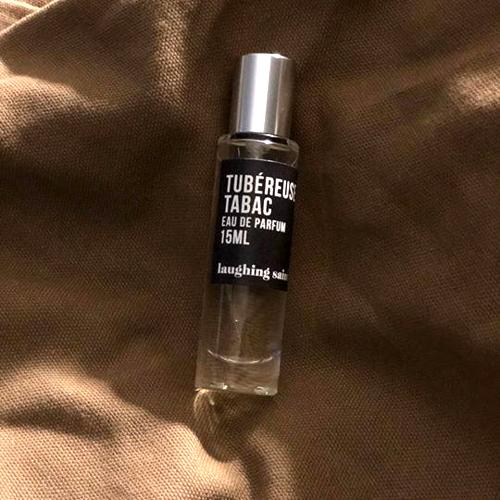 TUBÉREUSE
TABAC
EAU DE PARFUM
15ML
laughing